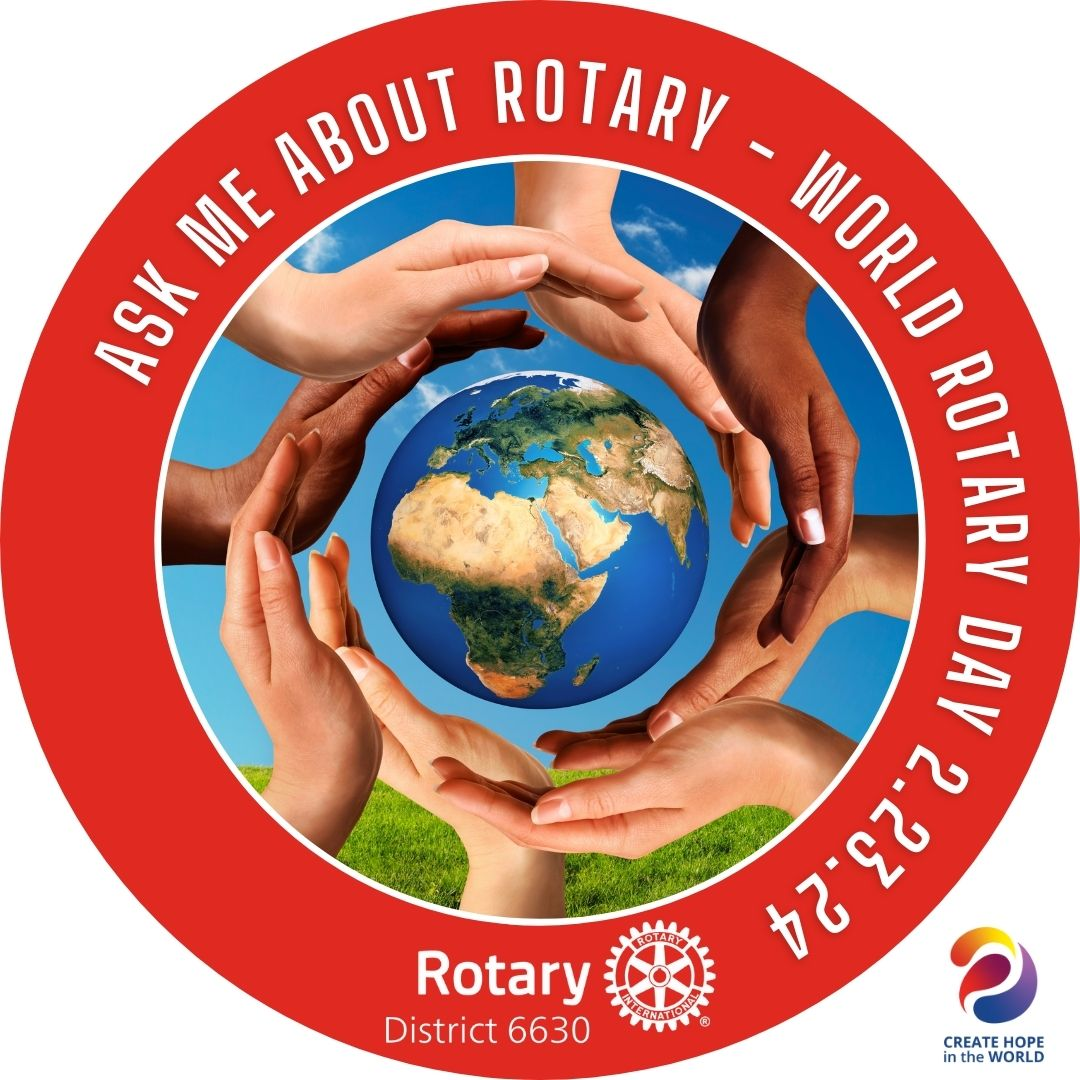 ASK ME ABOUT ROTARY - WORLD ROTARY DAY 2.23.24
Rotary
District 6630
ROTARY
INTERNATIONAL
®
CREATE HOPE
in the WORLD